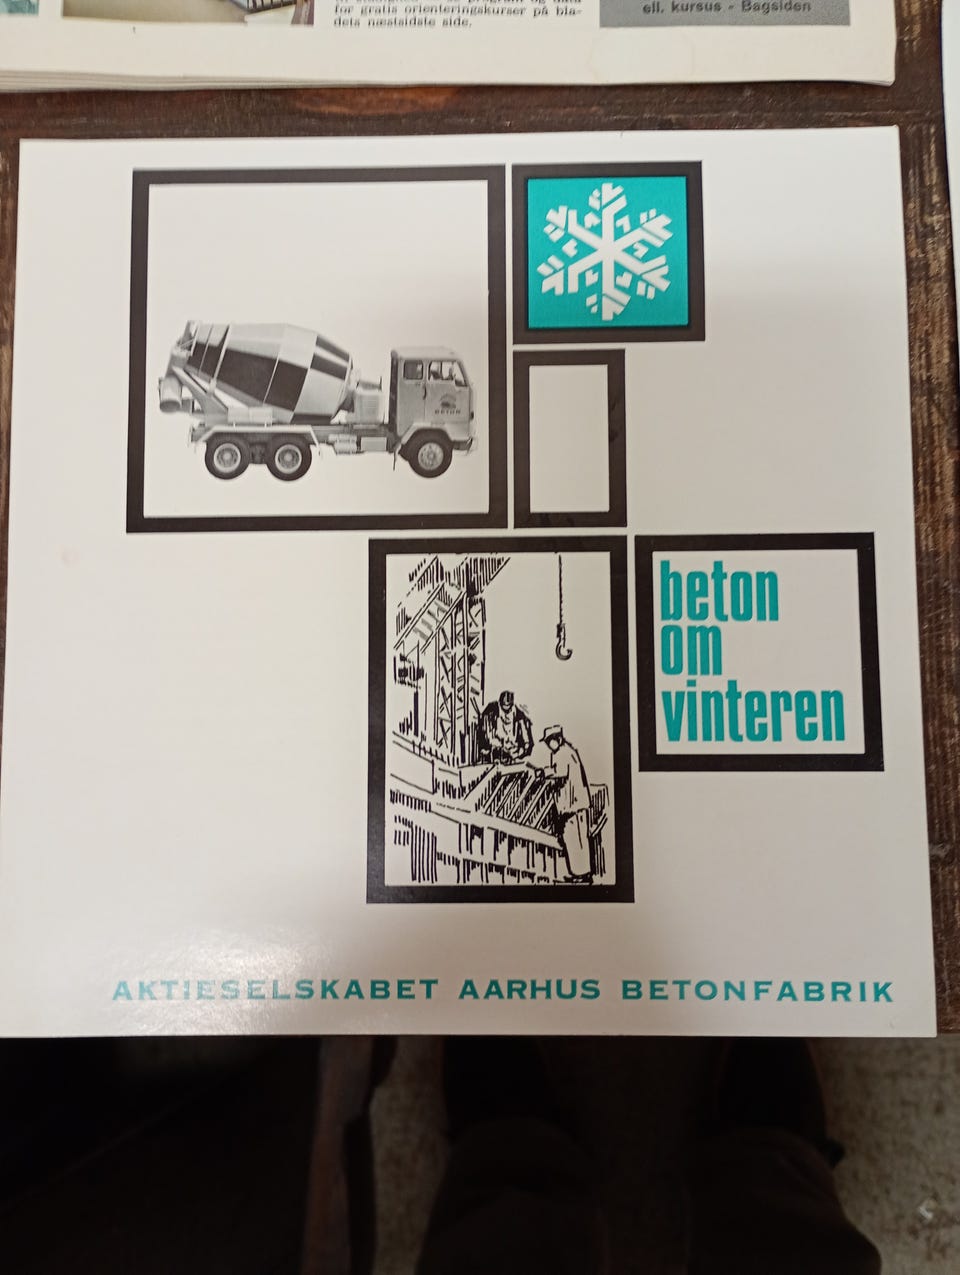 for gratis orienteringskurser på bla-
dets næstsidste side.
ell. kursus - Bagsiden
BETON
beton
om
vinteren
AKTIESELSKABET AARHUS BETONFABRIK